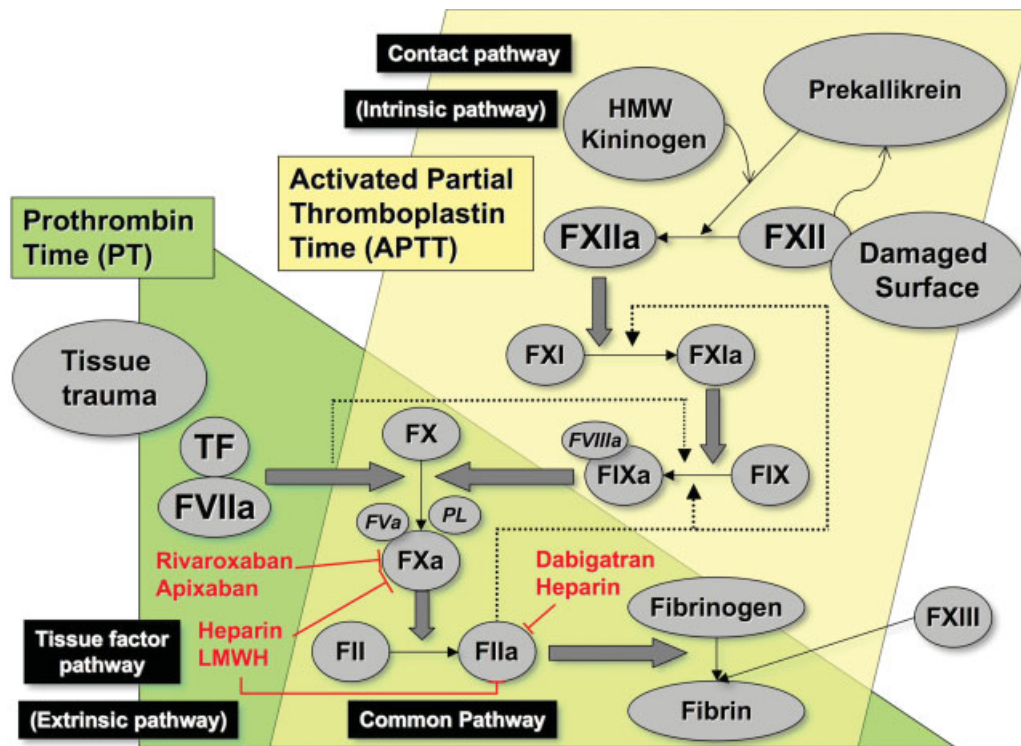 Contact pathway
(Intrinsic pathway)
HMW
Kininogen
Prekallikrein
Activated Partial
Thromboplastin
Time (APTT)
Prothrombin
Time (PT)
FXIIa
FXII
Damaged
Surface
Tissue
trauma
FXI
FXIa
TF
FVIIa
FX
FVIIIa
FIXa
FIX
FVa
PL
FXa
Rivaroxaban
Apixaban
Dabigatran
Heparin
Heparin
LMWH
Fibrinogen
FXIII
Tissue factor
pathway
FII
FIIa
(Extrinsic pathway)
Common Pathway
Fibrin